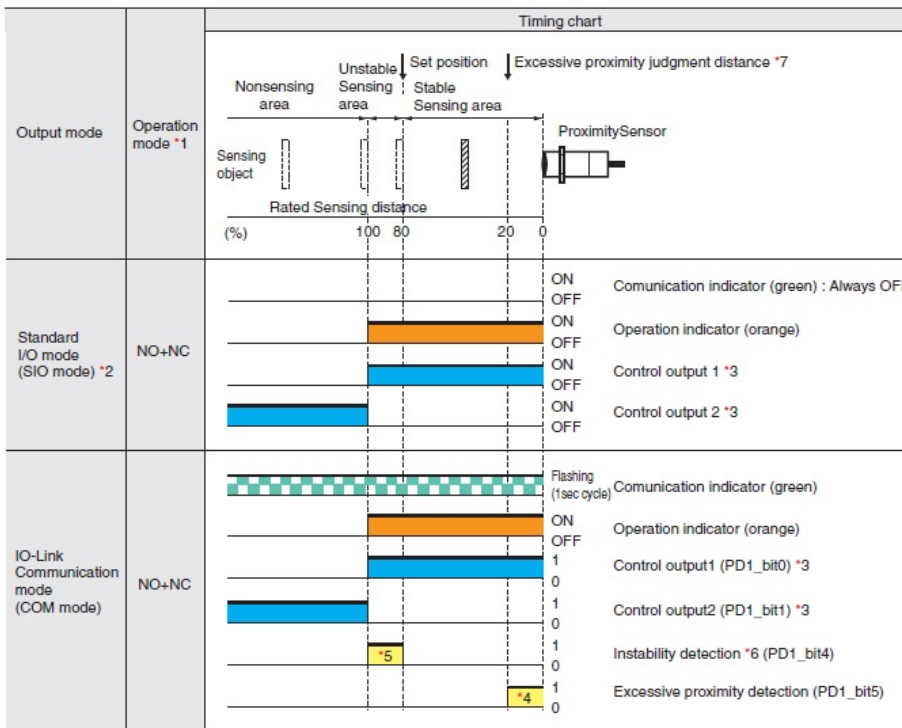 Output mode
Operation
mode *1
Timing chart
Nonsensing
area
Unstable
Sensing
area
Set position
Stable
Sensing area
Excessive proximity judgment distance *7
Sensing
object
ProximitySensor
Rated Sensing distance
(%) 100 80 20 0
Standard
I/O mode
(SIO mode) *2
NO+NC
ON
OFF
Comunication indicator (green) : Always OFF
ON
OFF
Operation indicator (orange)
ON
OFF
Control output 1 *3
ON
OFF
Control output 2 *3
IO-Link
Communication
mode
(COM mode)
NO+NC
Flashing
(1sec cycle)
Comunication indicator (green)
ON
OFF
Operation indicator (orange)
1
0
Control output1 (PD1_bit0) *3
1
0
Control output2 (PD1_bit1) *3
*5
1
0
Instability detection *6 (PD1_bit4)
*4
1
0
Excessive proximity detection (PD1_bit5)